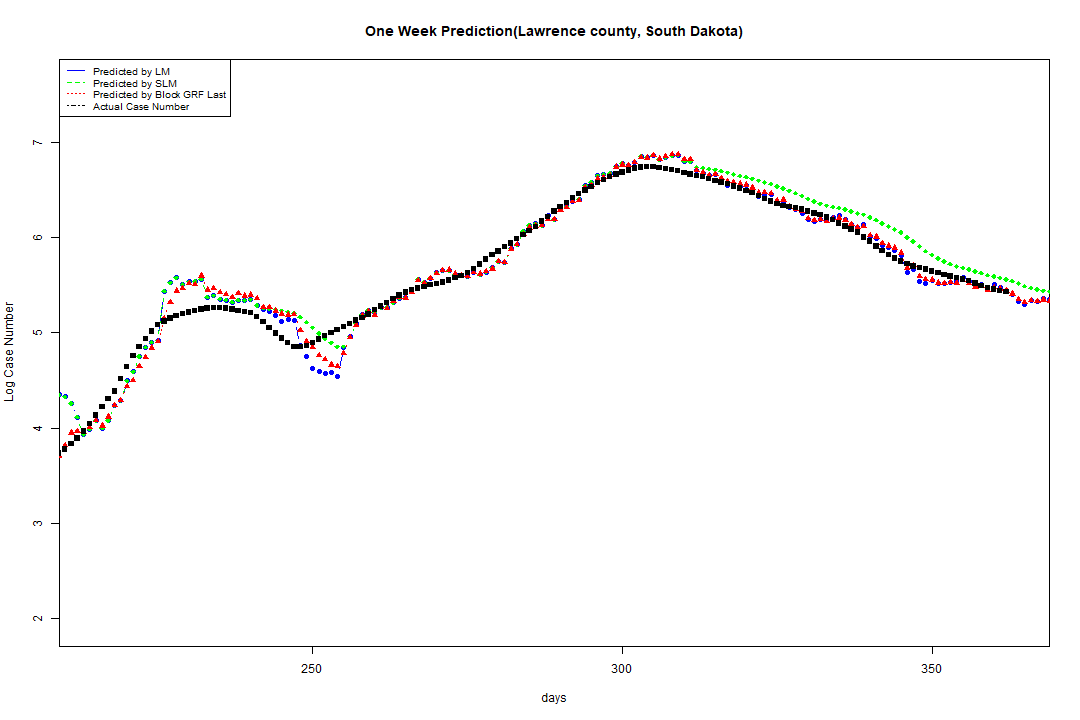 One Week Prediction(Lawrence county, South Dakota)
Predicted by LM
Predicted by SLM
Predicted by Block GRF Last
Actual Case Number
7
6
5
4
3
2
Log Case Number
250
300
350
days